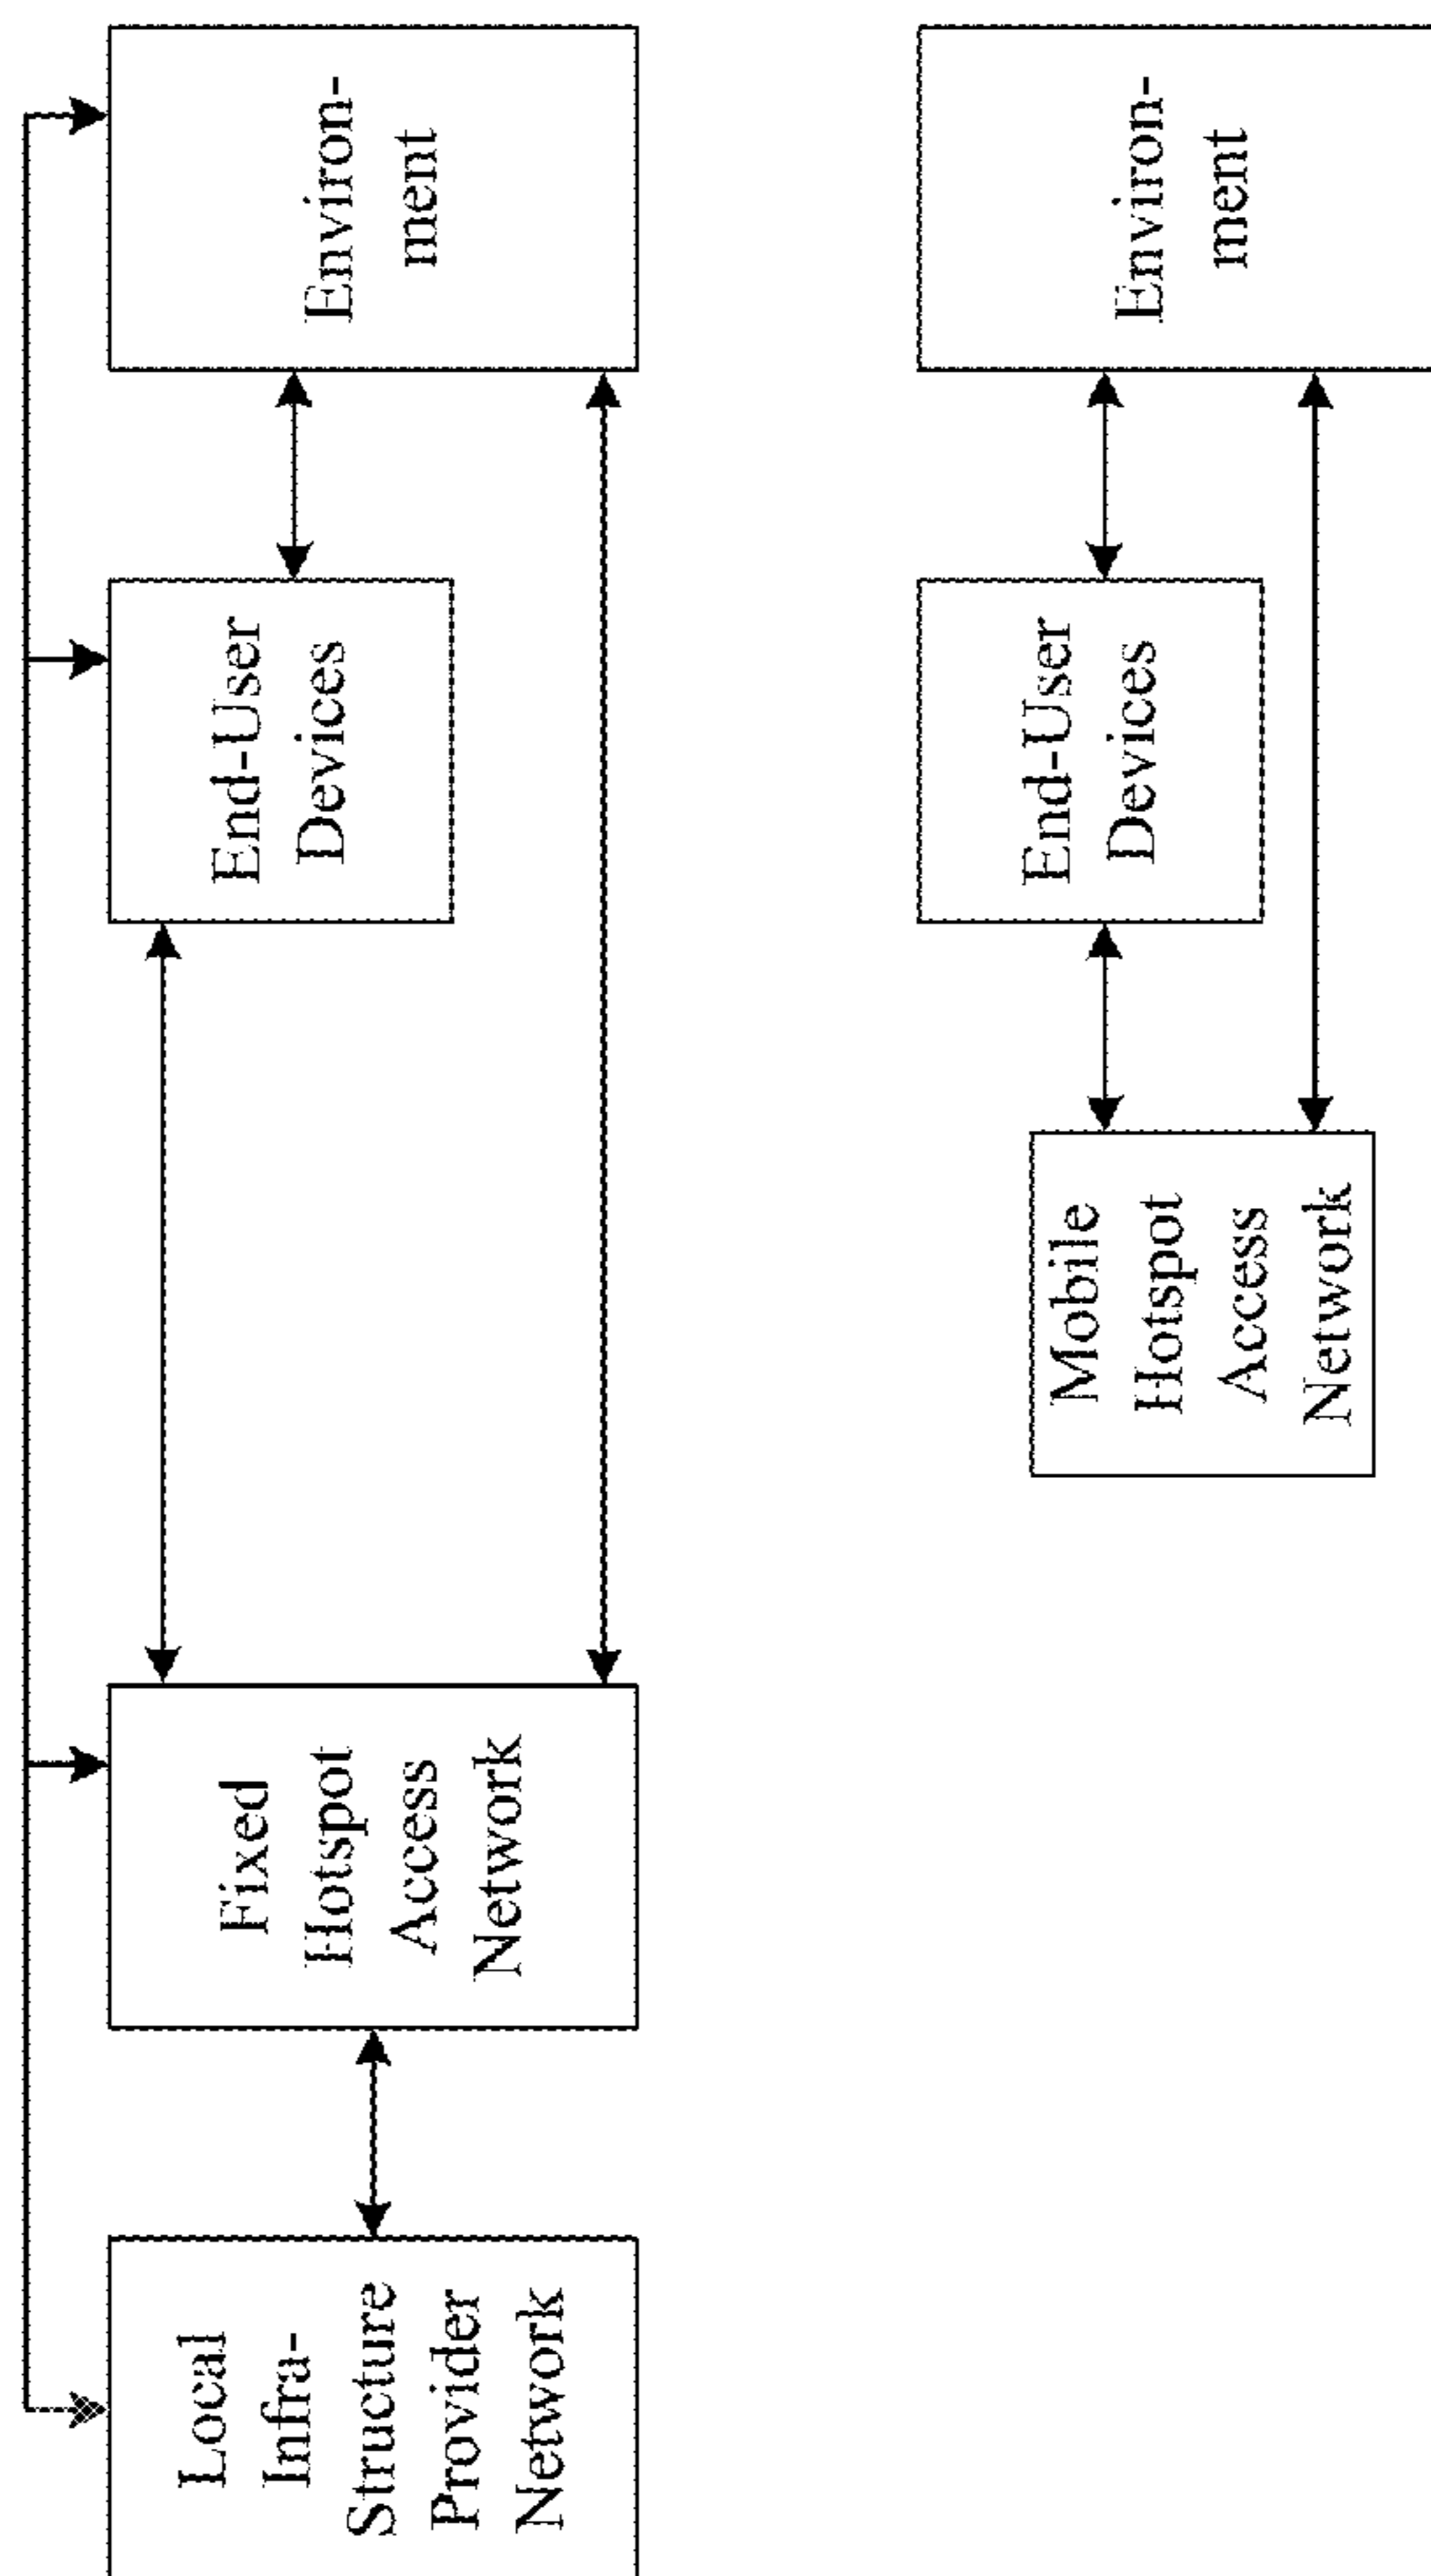 Local
Infra-
Structure
Provider
Network
Fixed
Hotspot
Access
Network
End-User
Devices
Environ-
ment
Mobile
Hotspot
Access
Network
End-User
Devices
Environ-
ment